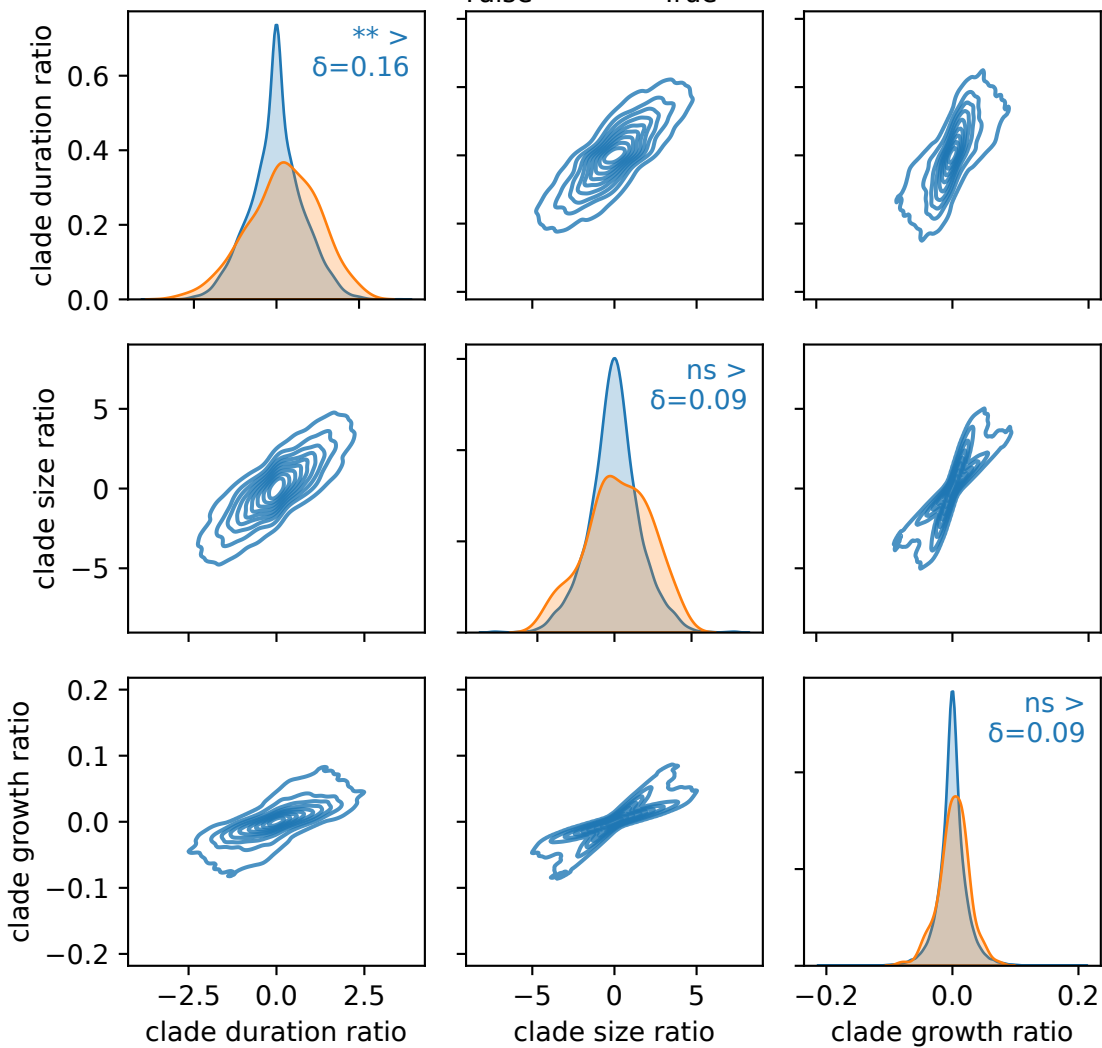 True
clade duration ratio
0.6
0.4
0.2
0.0
** >
δ=0.16
clade size ratio
5
0
−5
ns >
δ=0.09
clade growth ratio
0.2
0.1
0.0
−0.1
−0.2
ns >
δ=0.09
−2.5 0.0 2.5
−5 0 5
−0.2 0.0 0.2
clade duration ratio
clade size ratio
clade growth ratio